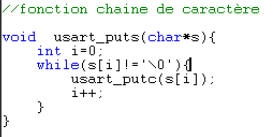 //fonction chaine de caractère
void  usart_puts(char*s){
    int i=0;
    while(s[i]!='\0'){
        usart_putc(s[i]);
        i++;
    }
}